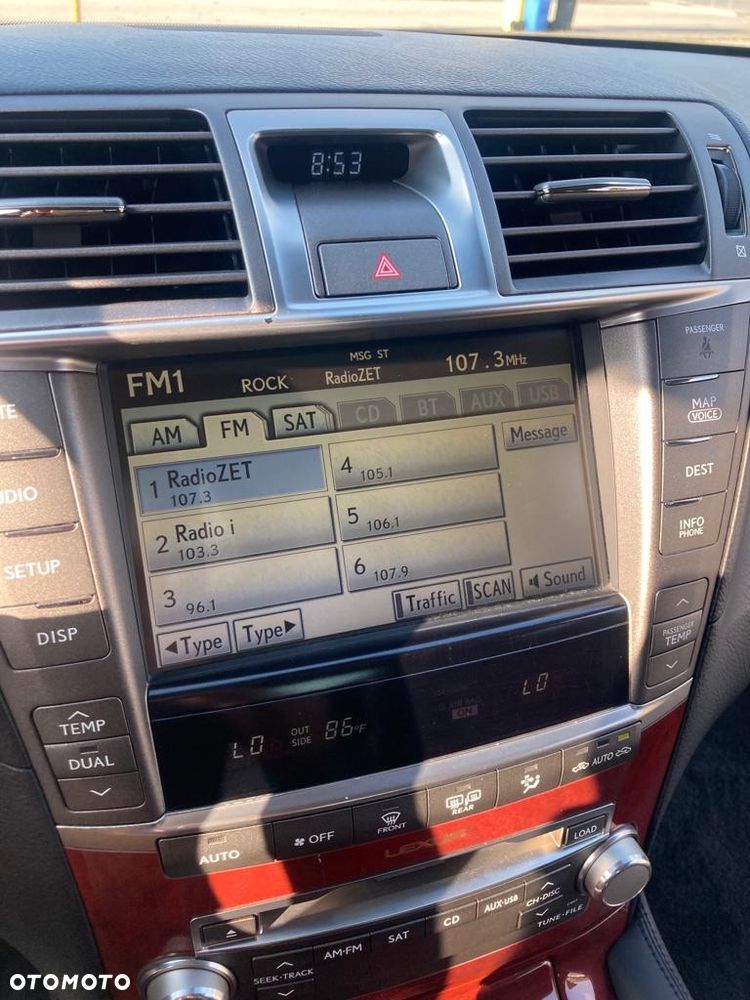 8:53
PASSENGER
MSG ST
FM1 ROCK RadioZET 107.3MHz
AM FM SAT CD BT AUX USB
Message
1 RadioZET
107.3
2 Radio i
103.3
3 96.1
4 105.1
5 106.1
6 107.9
Traffic SCAN Sound
◀Type Type▶
SETUP
DISP
MAP
VOICE
DEST
INFO
PHONE
TEMP
DUAL
PASSENGER
TEMP
LO OUT
SIDE 86°F
AIR BAG
ON
LO
AUTO
OFF
FRONT
REAR
AUTO
LEXUS
LOAD
SEEK·TRACK
AM·FM
SAT
CD
AUX·USB
CH·DISC
TUNE·FILE
OTOMOTO